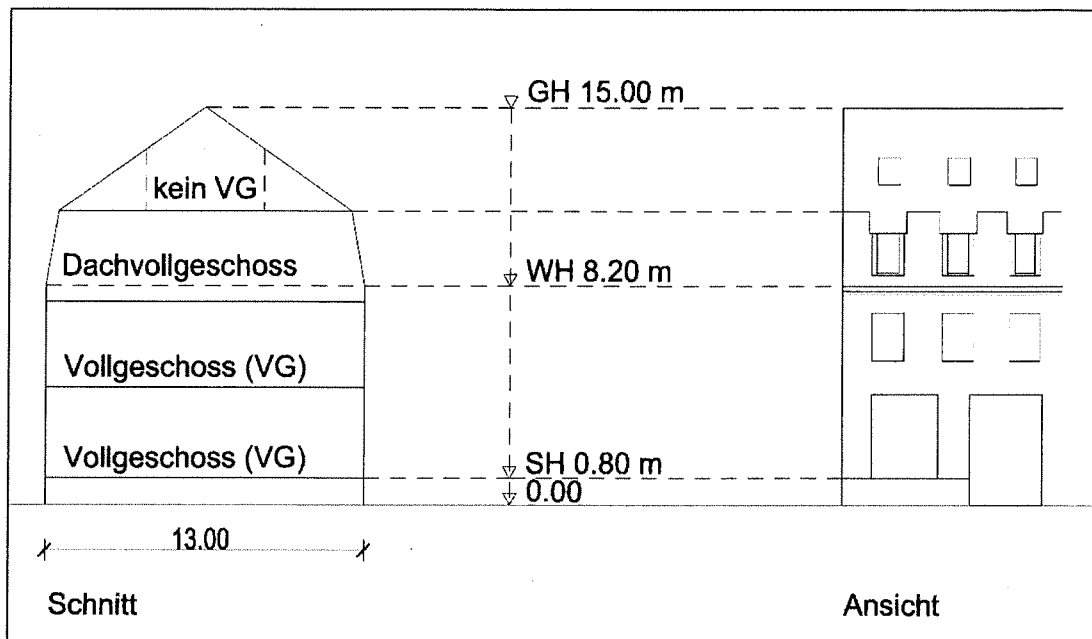 GH 15.00 m
kein VG
Dachvollgeschoss
WH 8.20 m
Vollgeschoss (VG)
Vollgeschoss (VG)
SH 0.80 m
0.00
13.00
Schnitt
Ansicht